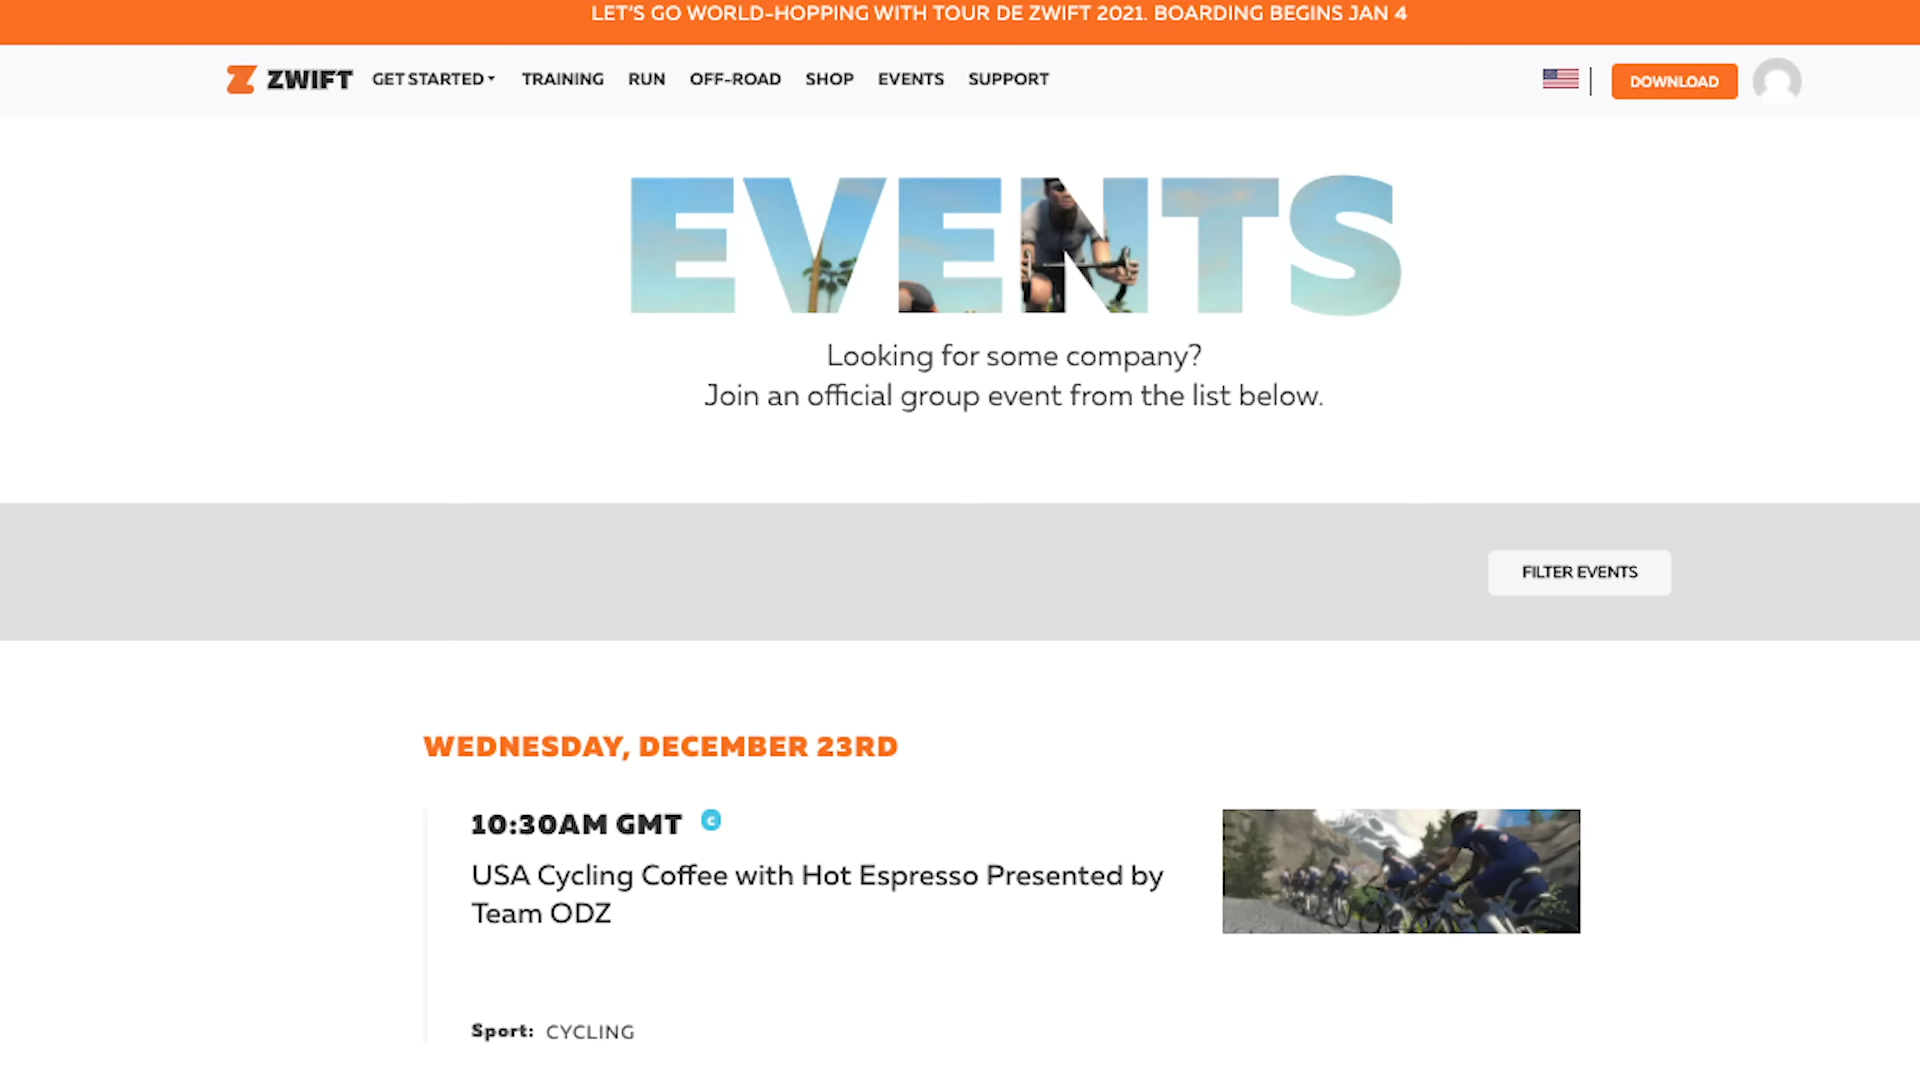 LET'S GO WORLD-HOPPING WITH TOUR DE ZWIFT 2021. BOARDING BEGINS JAN 4
ZWIFT GET STARTED TRAINING RUN OFF-ROAD SHOP EVENTS SUPPORT DOWNLOAD
EVENTS
Looking for some company?
Join an official group event from the list below.
FILTER EVENTS
WEDNESDAY, DECEMBER 23RD
10:30AM GMT C
USA Cycling Coffee with Hot Espresso Presented by
Team ODZ
Sport: CYCLING